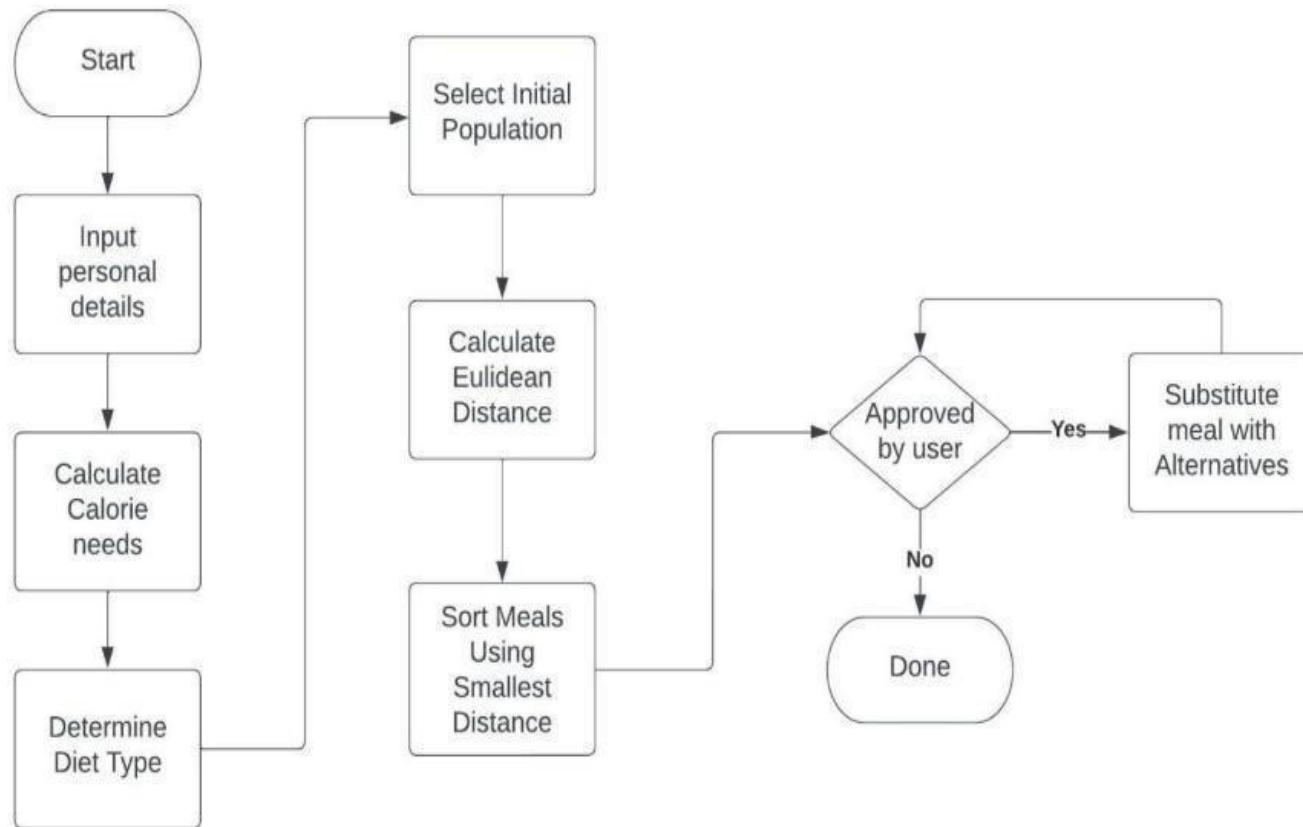 Start
Input
personal
details
Calculate
Calorie
needs
Determine
Diet Type
Select Initial
Population
Calculate
Eulidean
Distance
Sort Meals
Using
Smallest
Distance
Approved
by user
Yes
Substitute
meal with
Alternatives
No
Done